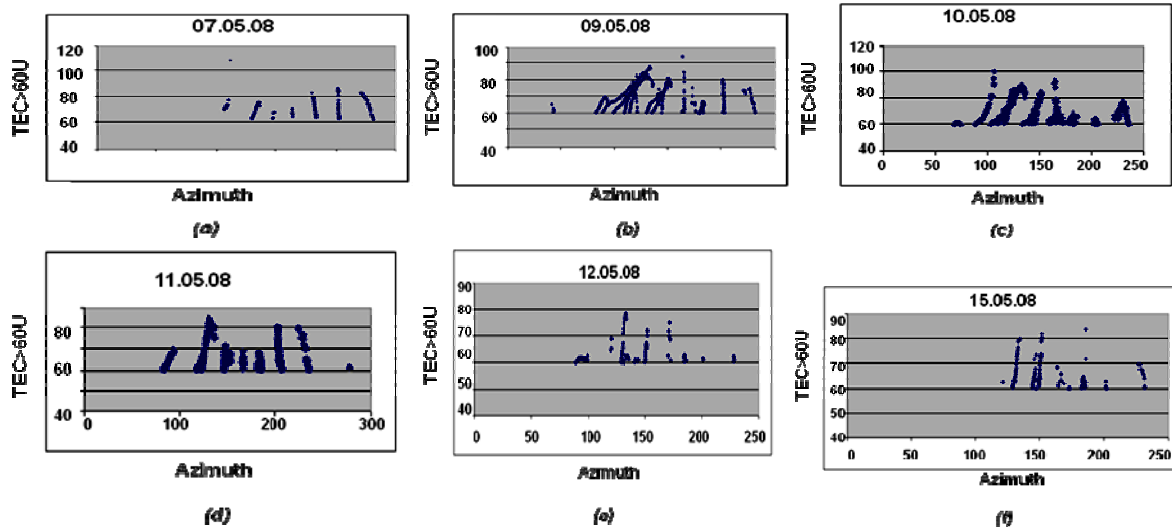 07.05.08
TEC>60U
120
100
80
60
40
Azimuth
(a)
09.05.08
TEC>60U
100
80
60
40
Azimuth
(b)
10.05.08
TEC>60U
120
100
80
60
40
0 50 100 150 200 250
Azimuth
(c)
11.05.08
TEC>60U
80
60
40
0 100 200 300
Azimuth
(d)
12.05.08
TEC>60U
90
80
70
60
50
40
0 50 100 150 200 250
Azimuth
(e)
15.05.08
TEC>60U
90
80
70
60
50
40
0 50 100 150 200 250
Azimuth
(f)